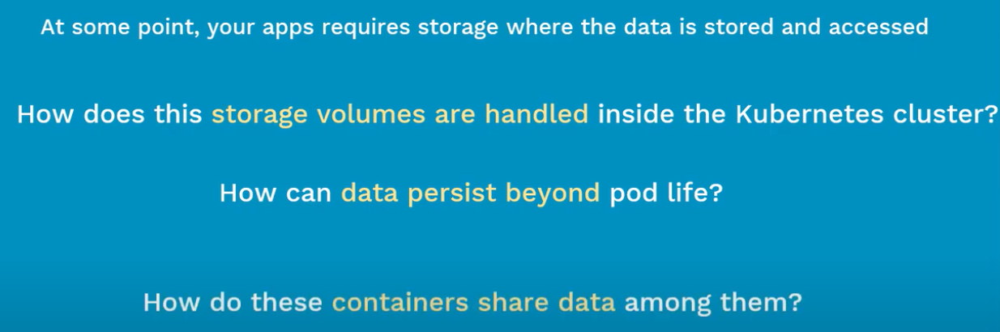 At some point, your apps requires storage where the data is stored and accessed
How does this storage volumes are handled inside the Kubernetes cluster?
How can data persist beyond pod life?
How do these containers share data among them?